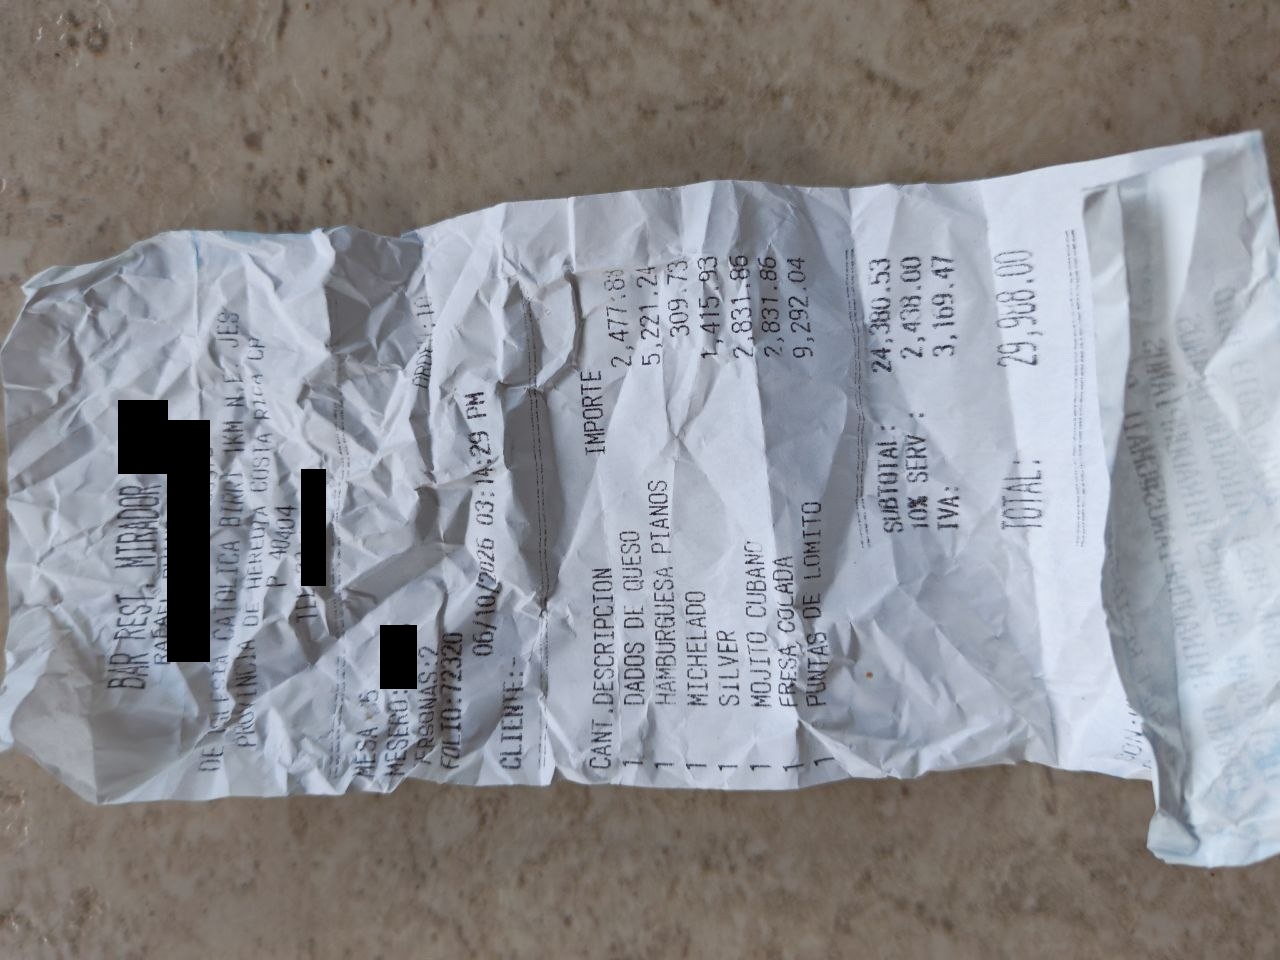 BAR REST. MIRADOR
RAFAEL
DE IGLESIA CATOLICA BIRRI 1KM N.E. JES
PROVINCIA DE HEREDIA COSTA RICA CP
P 40404
TEL
MESA: 5
MESERO:
PERSONAS:2
ORDEN:10
FOLIO:72320
06/10/2026 03:14:29 PM
CLIENTE:-
CANT.DESCRIPCION IMPORTE
1 DADOS DE QUESO 2,477.88
1 HAMBURGUESA PIANOS 5,221.24
1 MICHELADO 309.73
1 SILVER 1,415.93
1 MOJITO CUBANO 2,831.86
1 FRESA COLADA 2,831.86
1 PUNTAS DE LOMITO 9,292.04
SUBTOTAL: 24,380.53
10% SERV : 2,438.00
IVA: 3,169.47
TOTAL: 29,988.00